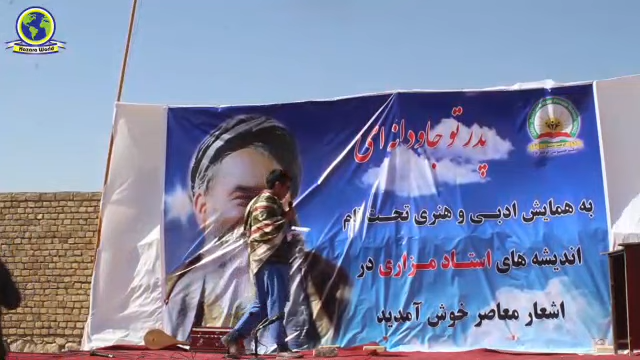 Hazara World
پدر تو جاودانه ای
به همایش ادبی و هنری تحت نام
اندیشه های استاد مزاری در
اشعار معاصر خوش آمدید